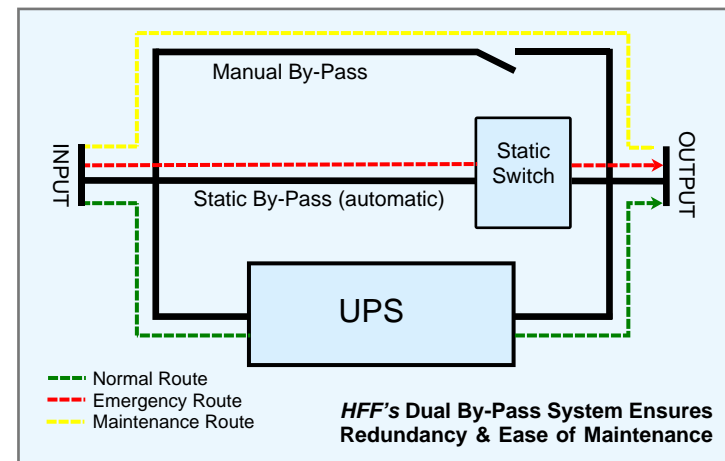 Manual By-Pass
INPUT
Static
Switch
OUTPUT
Static By-Pass (automatic)
UPS
Normal Route
Emergency Route
Maintenance Route
HFF's Dual By-Pass System Ensures
Redundancy & Ease of Maintenance